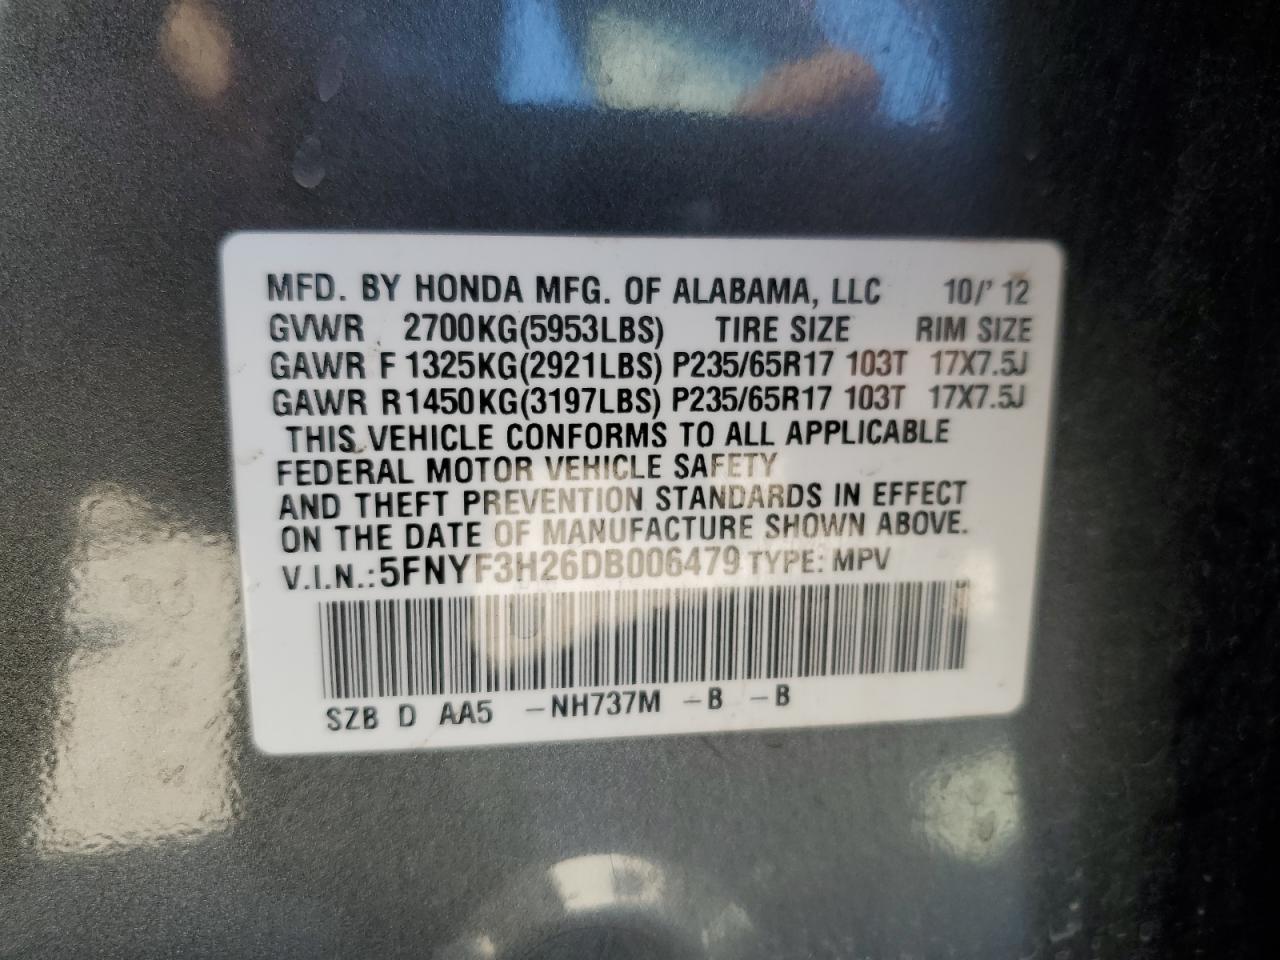 MFD. BY HONDA MFG. OF ALABAMA, LLC 10/'12
GVWR 2700KG(5953LBS) TIRE SIZE RIM SIZE
GAWR F 1325KG(2921LBS) P235/65R17 103T 17X7.5J
GAWR R1450KG(3197LBS) P235/65R17 103T 17X7.5J
THIS VEHICLE CONFORMS TO ALL APPLICABLE
FEDERAL MOTOR VEHICLE SAFETY
AND THEFT PREVENTION STANDARDS IN EFFECT
ON THE DATE OF MANUFACTURE SHOWN ABOVE.
V.I.N.:5FNYF3H26DB006479 TYPE: MPV
SZB D AA5 -NH737M -B -B